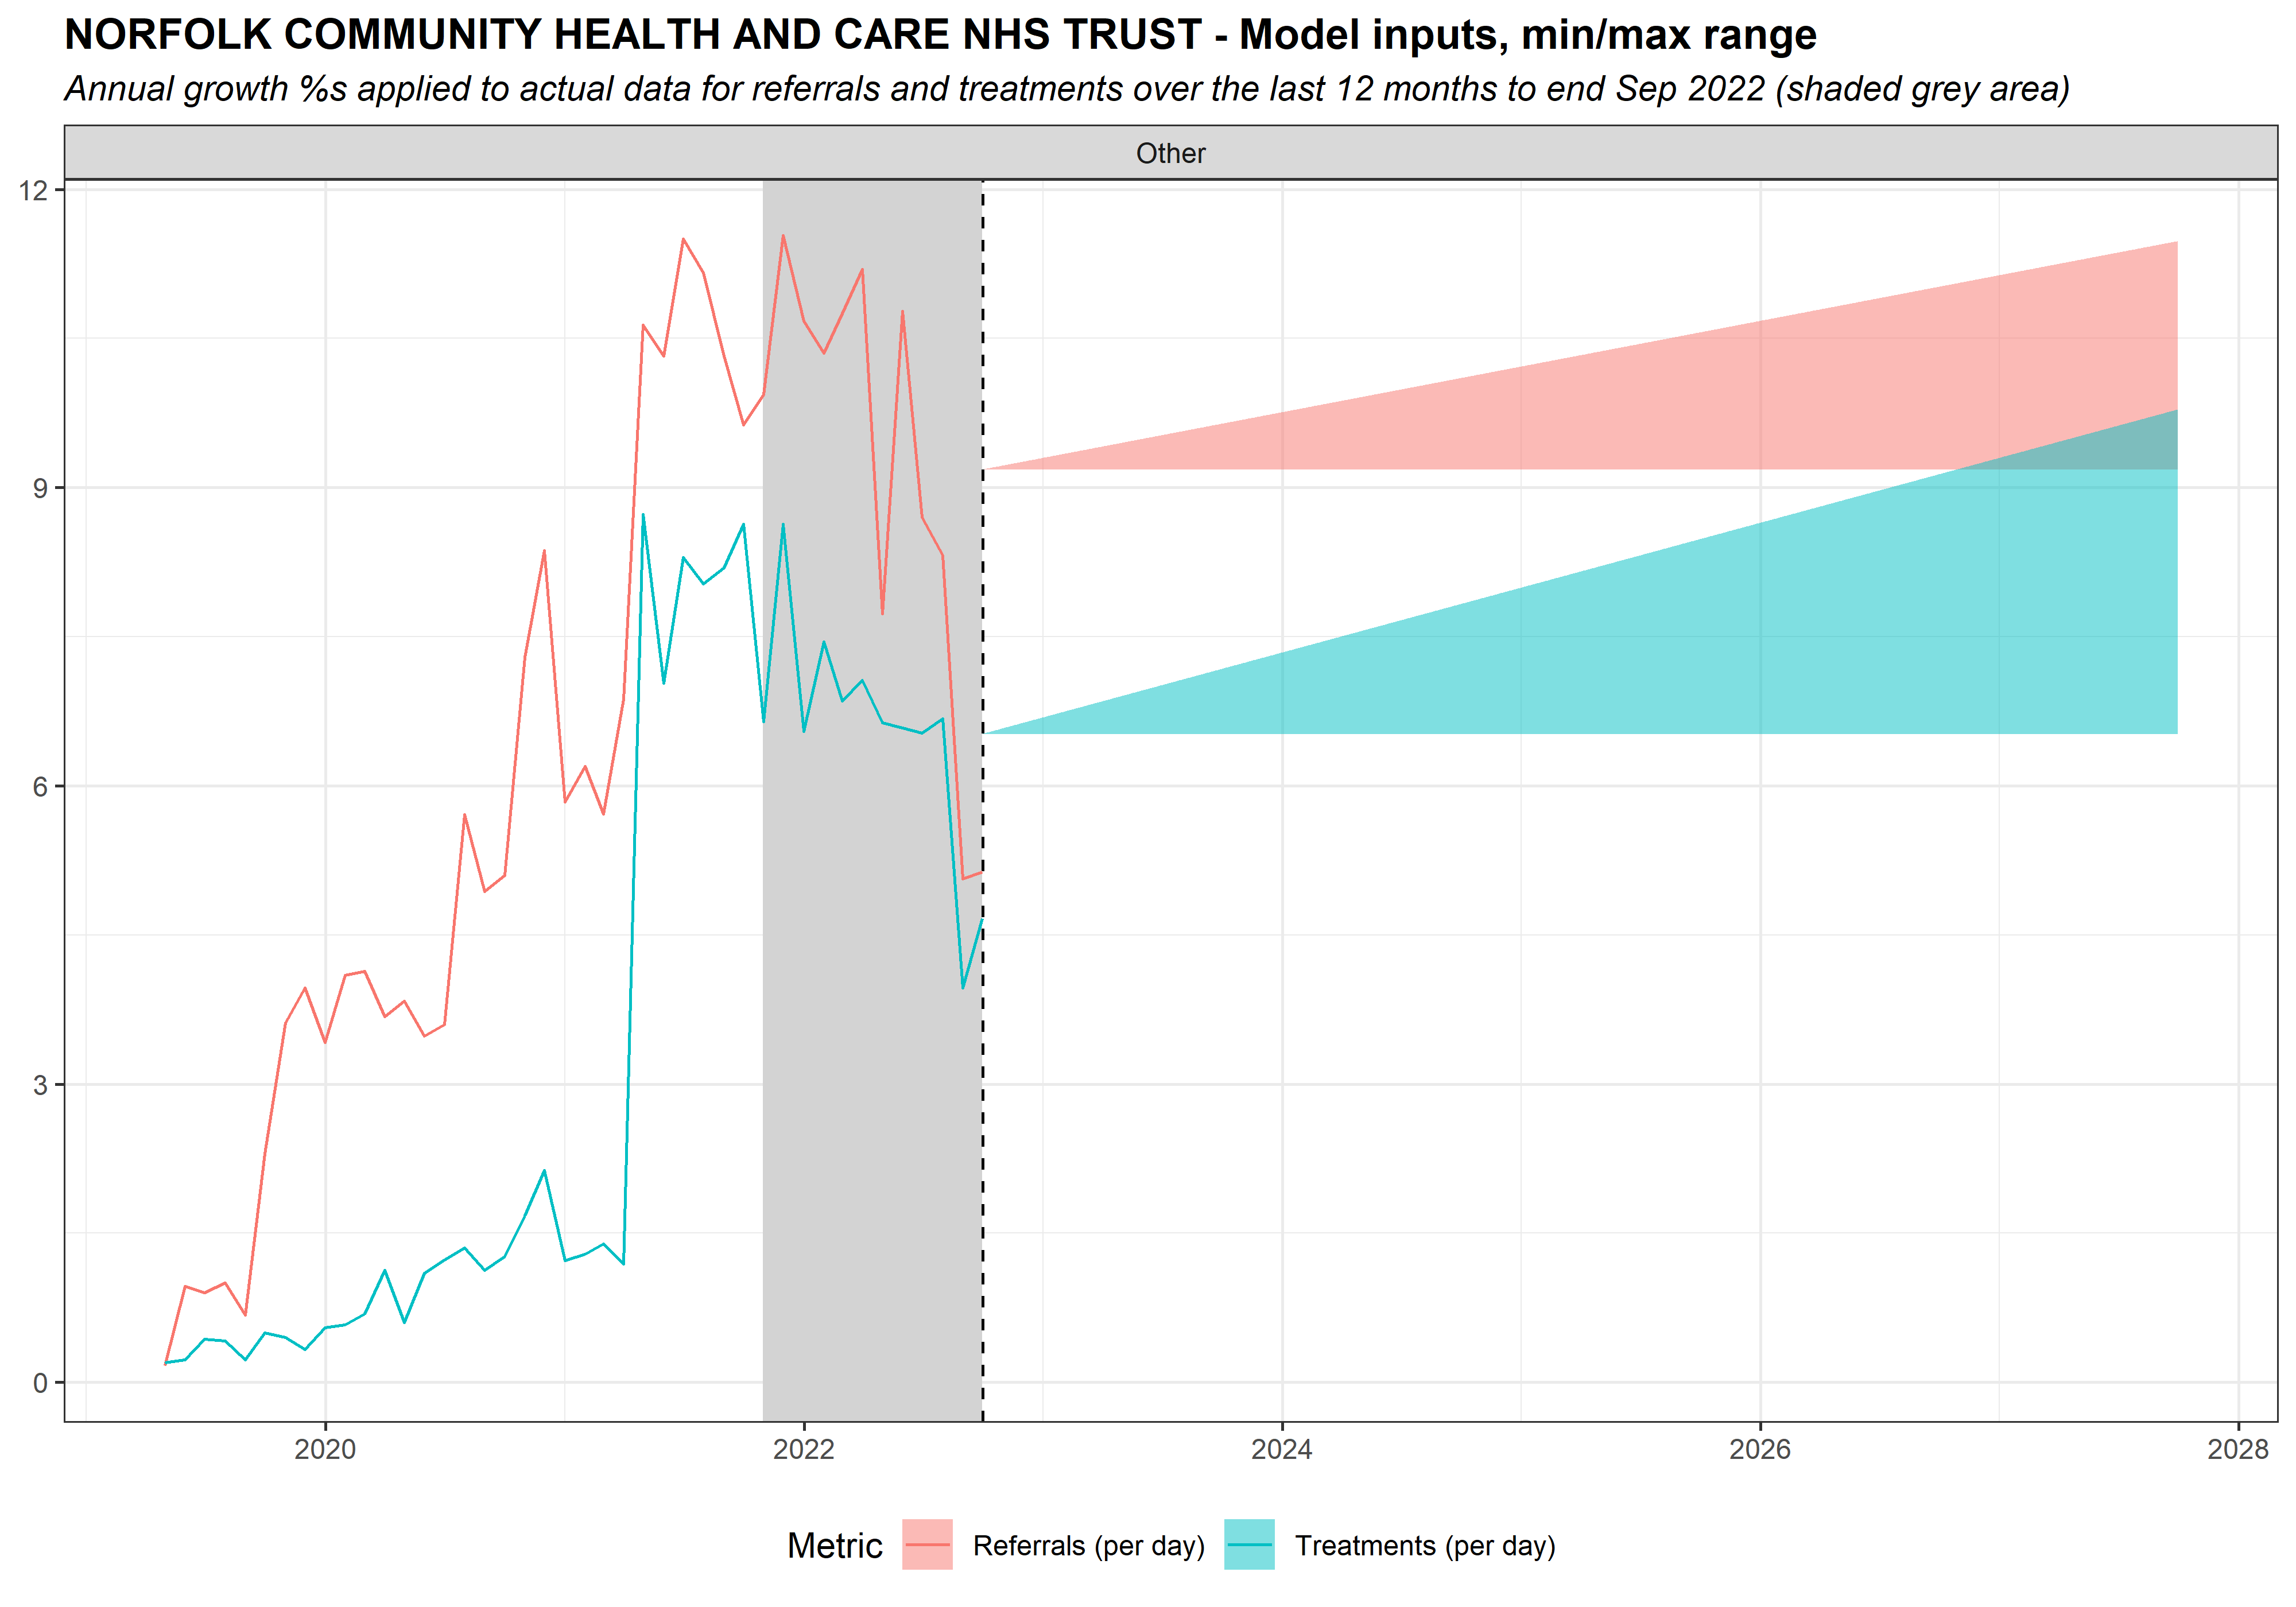 NORFOLK COMMUNITY HEALTH AND CARE NHS TRUST - Model inputs, min/max range
Annual growth %s applied to actual data for referrals and treatments over the last 12 months to end Sep 2022 (shaded grey area)
Other
12
9
6
3
0
2020 2022 2024 2026 2028
Metric Referrals (per day) Treatments (per day)